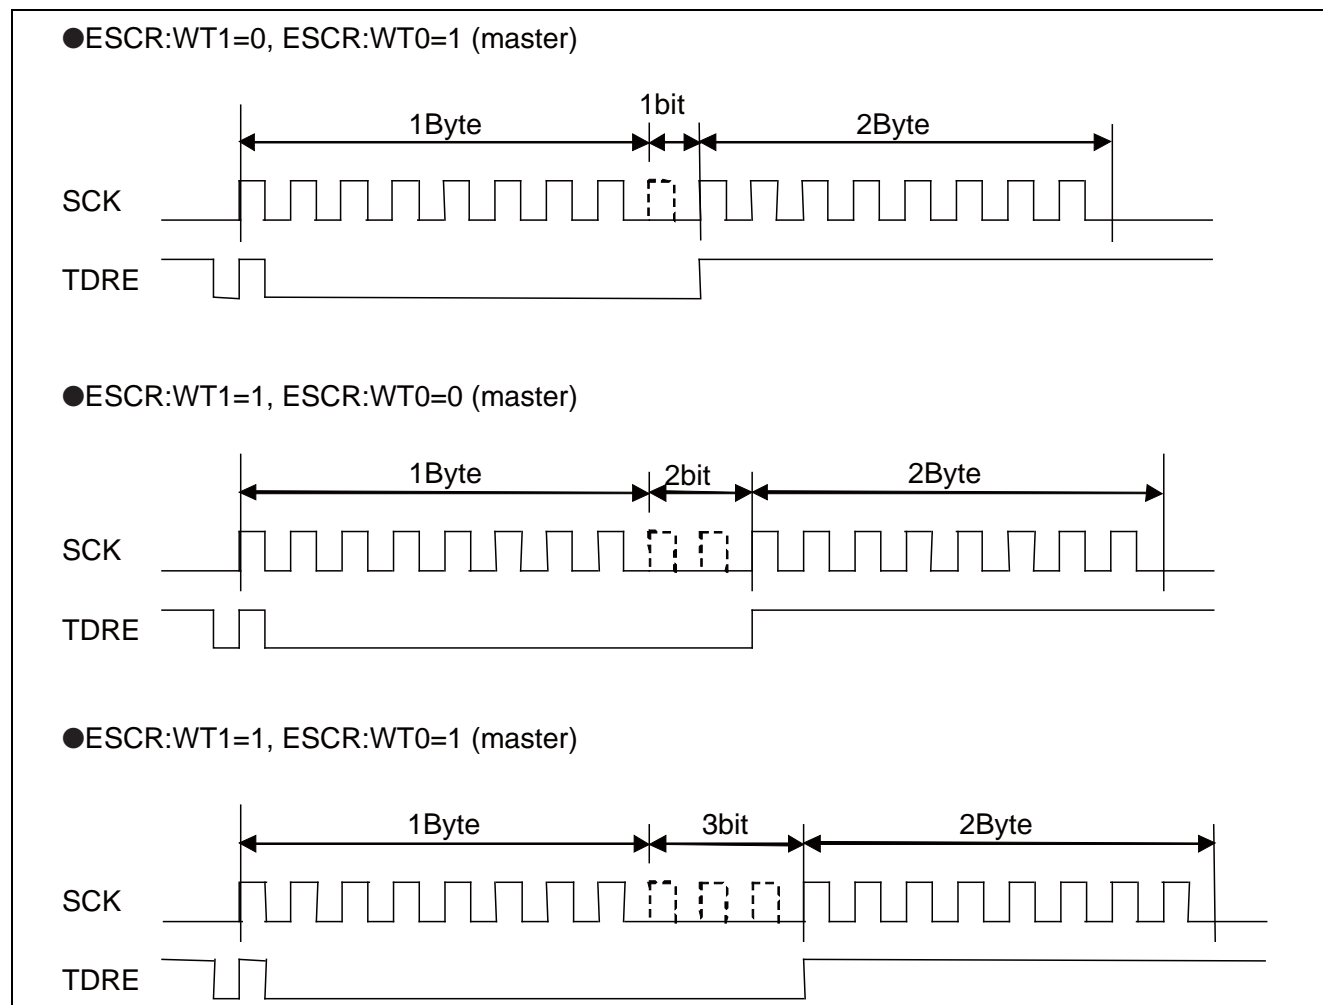 ●ESCR:WT1=0, ESCR:WT0=1 (master)
1Byte 1bit 2Byte
SCK
TDRE
●ESCR:WT1=1, ESCR:WT0=0 (master)
1Byte 2bit 2Byte
SCK
TDRE
●ESCR:WT1=1, ESCR:WT0=1 (master)
1Byte 3bit 2Byte
SCK
TDRE